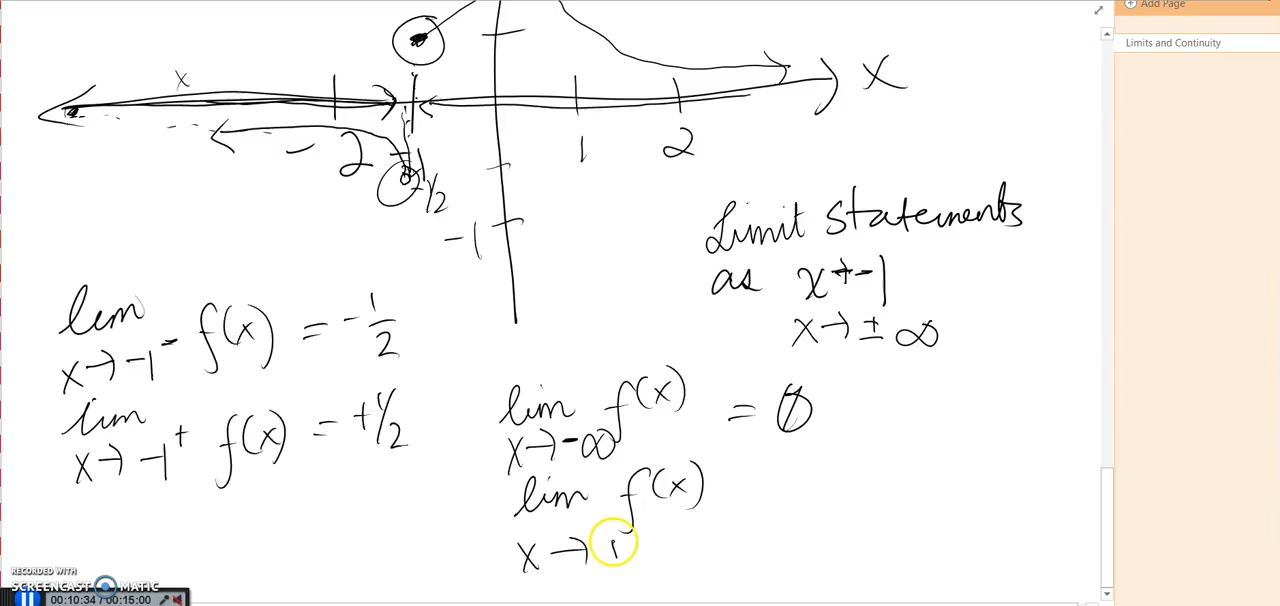 Add Page
Limits and Continuity
x
x
- 2
-1/2
1
2
-1
Limit Statements
as x→-1
x→ ± ∞
lim f(x) = -1/2
x→-1⁻
lim f(x) = +1/2
x→-1⁺
lim f(x) = 0
x→-∞
lim f(x)
x→
RECORDED WITH
SCREENCAST MATIC
00:10:34 / 00:15:00